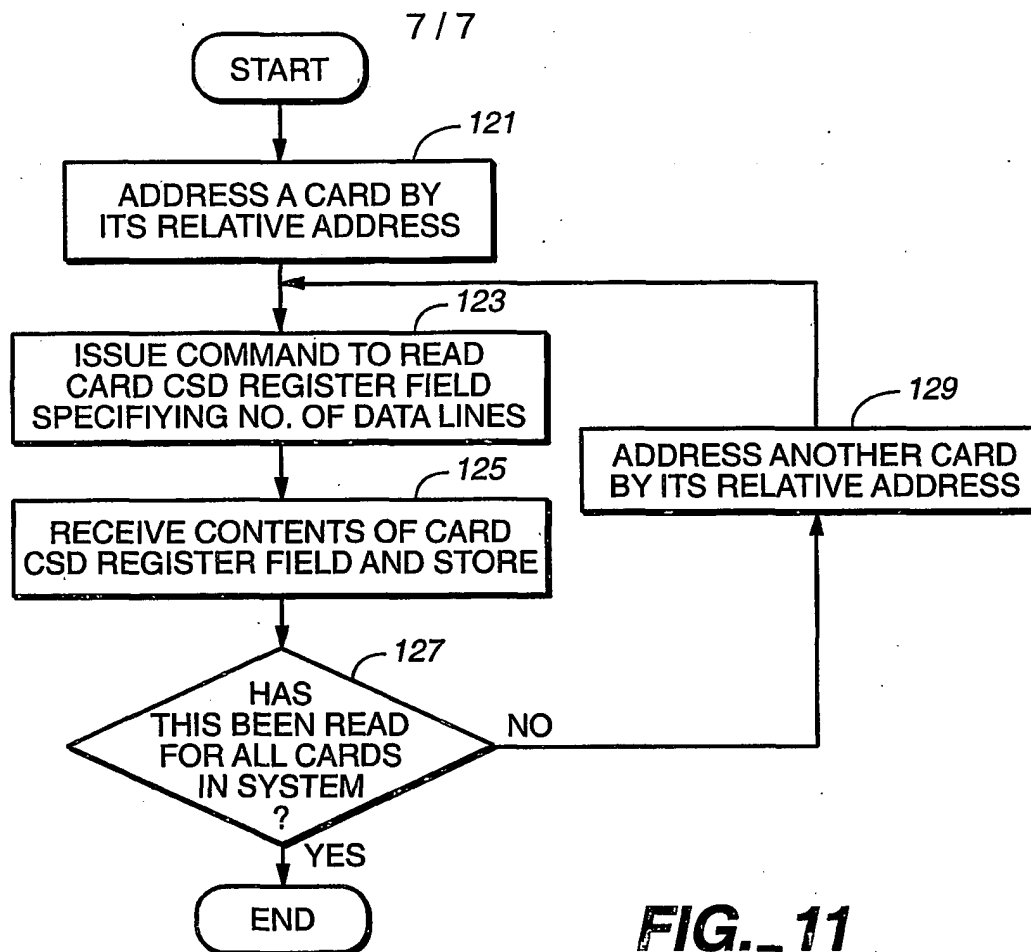 7 / 7
START
121
ADDRESS A CARD BY
ITS RELATIVE ADDRESS
123
ISSUE COMMAND TO READ
CARD CSD REGISTER FIELD
SPECIFIYING NO. OF DATA LINES
129
ADDRESS ANOTHER CARD
BY ITS RELATIVE ADDRESS
125
RECEIVE CONTENTS OF CARD
CSD REGISTER FIELD AND STORE
127
HAS
THIS BEEN READ
FOR ALL CARDS
IN SYSTEM
?
NO
YES
END
FIG._11